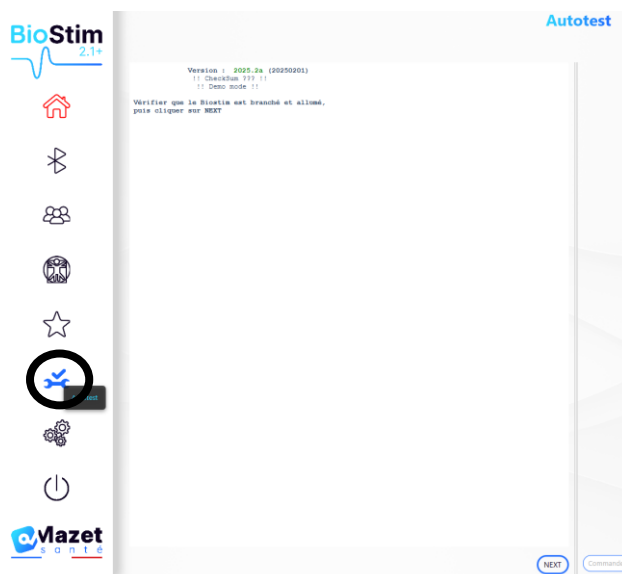 BioStim
2.1+
Autotest
Version : 2025.2a (20250201)
!! CheckSum ??? !!
!! Demo mode !!
Vérifier que le Biostim est branché et allumé,
puis cliquer sur NEXT
Mazet
santé
NEXT